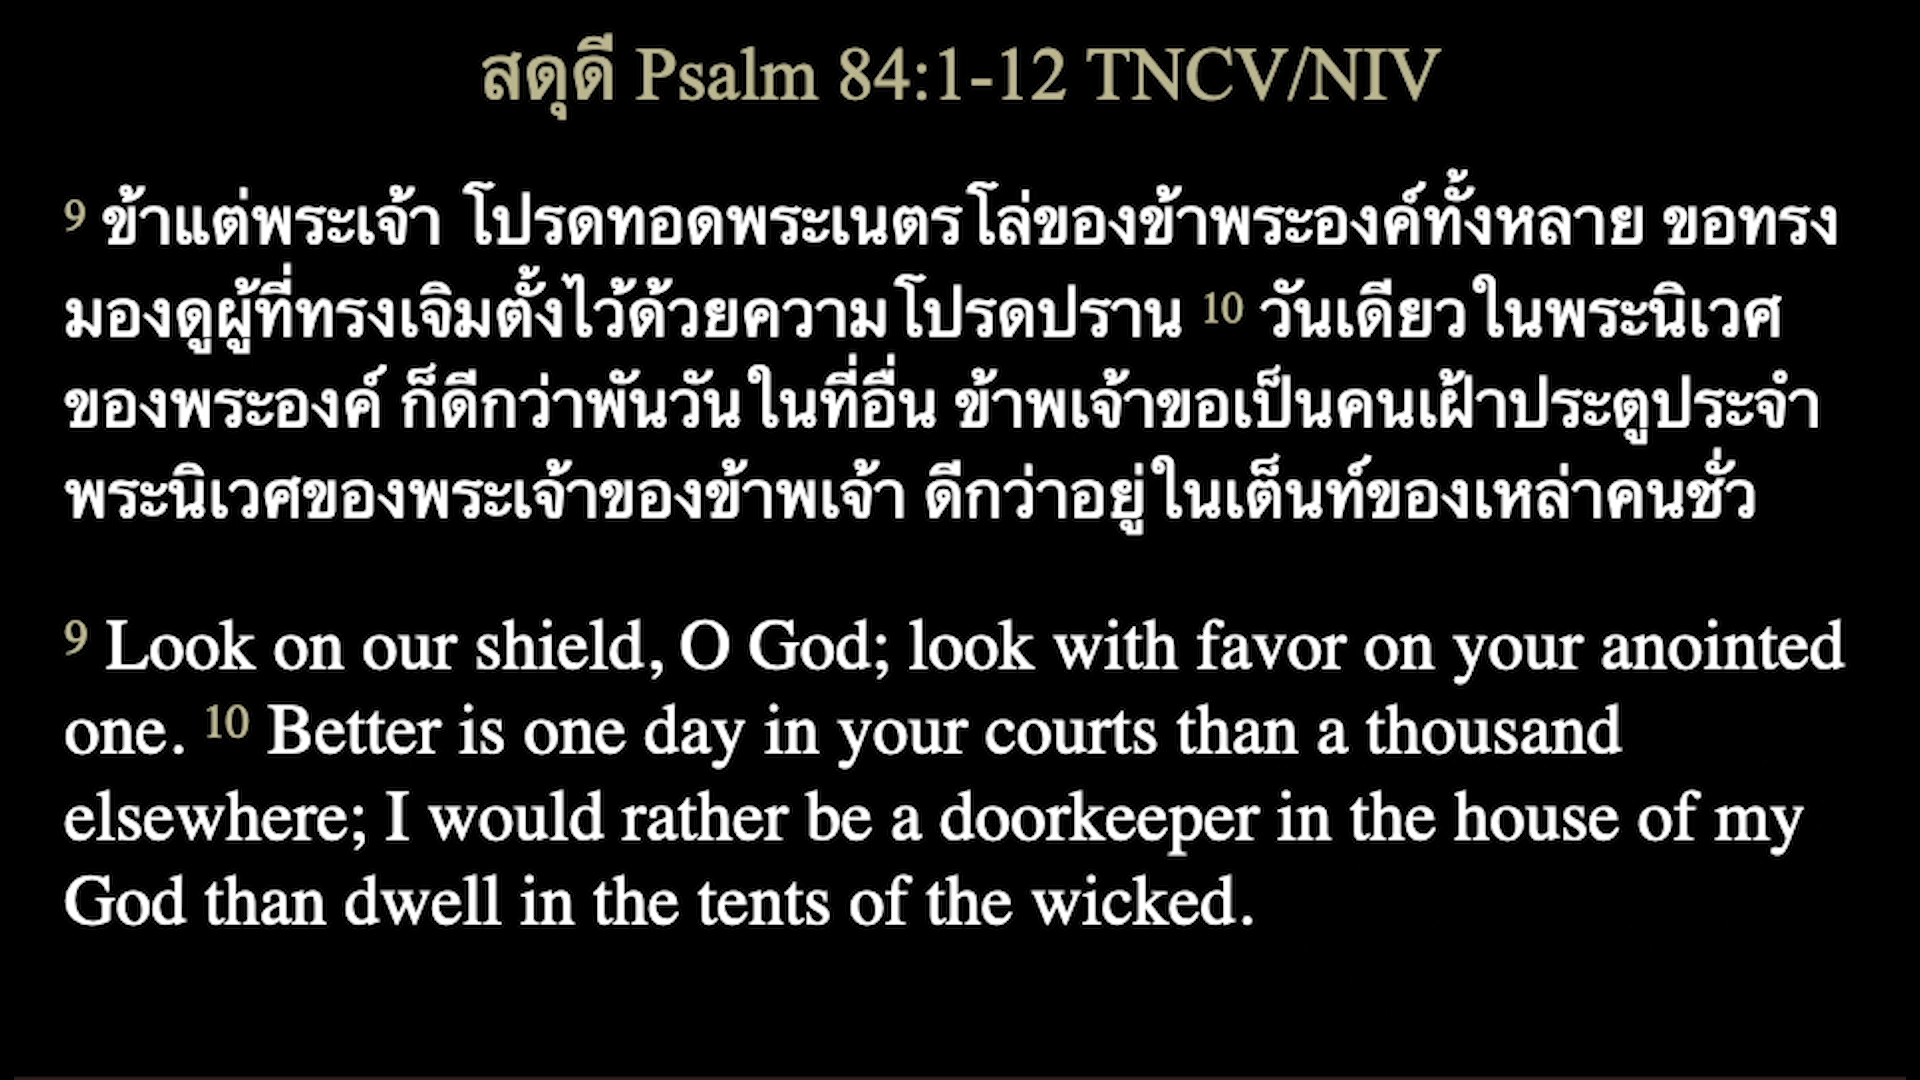 สดุดี Psalm 84:1-12 TNCV/NIV
9 ข้าแต่พระเจ้า โปรดทอดพระเนตรโล่ของข้าพระองค์ทั้งหลาย ขอทรง
มองดูผู้ที่ทรงเจิมตั้งไว้ด้วยความโปรดปราน 10 วันเดียวในพระนิเวศ
ของพระองค์ ก็ดีกว่าพันวันในที่อื่น ข้าพเจ้าขอเป็นคนเฝ้าประตูประจำ
พระนิเวศของพระเจ้าของข้าพเจ้า ดีกว่าอยู่ในเต็นท์ของเหล่าคนชั่ว
9 Look on our shield, O God; look with favor on your anointed
one. 10 Better is one day in your courts than a thousand
elsewhere; I would rather be a doorkeeper in the house of my
God than dwell in the tents of the wicked.